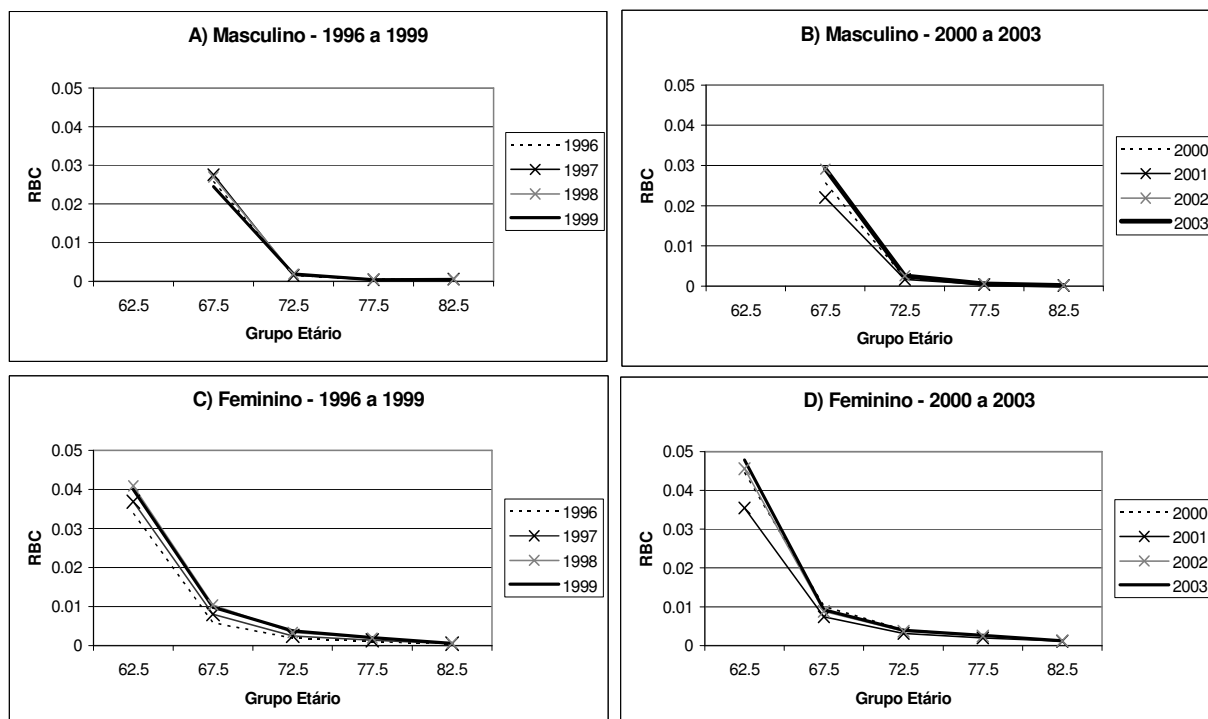 A) Masculino - 1996 a 1999
0.05
0.04
0.03
0.02
0.01
0
RBC
62.5 67.5 72.5 77.5 82.5
Grupo Etário
1996
1997
1998
1999
B) Masculino - 2000 a 2003
0.05
0.04
0.03
0.02
0.01
0
RBC
62.5 67.5 72.5 77.5 82.5
Grupo Etário
2000
2001
2002
2003
C) Feminino - 1996 a 1999
0.05
0.04
0.03
0.02
0.01
0
RBC
62.5 67.5 72.5 77.5 82.5
Grupo Etário
1996
1997
1998
1999
D) Feminino - 2000 a 2003
0.05
0.04
0.03
0.02
0.01
0
RBC
62.5 67.5 72.5 77.5 82.5
Grupo Etário
2000
2001
2002
2003